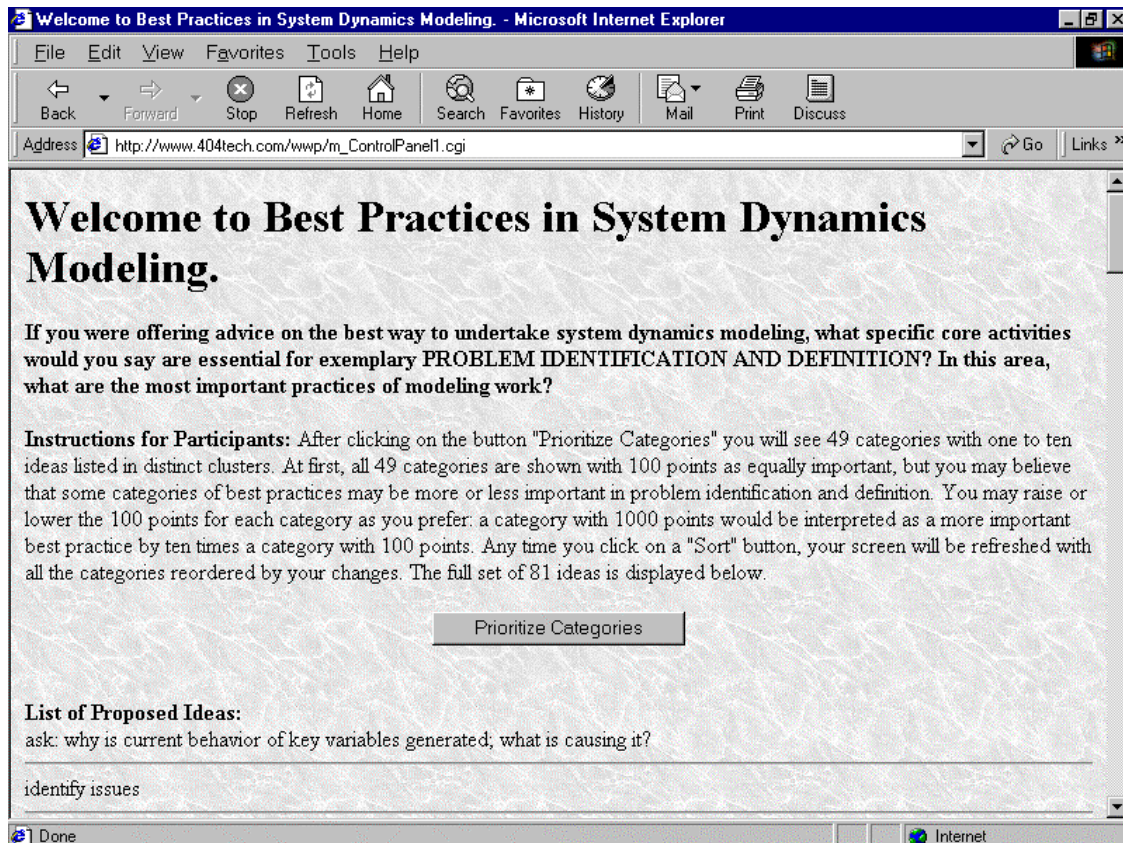 Welcome to Best Practices in System Dynamics Modeling. - Microsoft Internet Explorer
File Edit View Favorites Tools Help
Back Forward Stop Refresh Home Search Favorites History Mail Print Discuss
Address http://www.404tech.com/wwp/m_ControlPanel1.cgi Go Links »
Welcome to Best Practices in System Dynamics
Modeling.
If you were offering advice on the best way to undertake system dynamics modeling, what specific core activities
would you say are essential for exemplary PROBLEM IDENTIFICATION AND DEFINITION? In this area,
what are the most important practices of modeling work?
Instructions for Participants: After clicking on the button "Prioritize Categories" you will see 49 categories with one to ten
ideas listed in distinct clusters. At first, all 49 categories are shown with 100 points as equally important, but you may believe
that some categories of best practices may be more or less important in problem identification and definition. You may raise or
lower the 100 points for each category as you prefer: a category with 1000 points would be interpreted as a more important
best practice by ten times a category with 100 points. Any time you click on a "Sort" button, your screen will be refreshed with
all the categories reordered by your changes. The full set of 81 ideas is displayed below.
Prioritize Categories
List of Proposed Ideas:
ask: why is current behavior of key variables generated; what is causing it?
identify issues
Done Internet